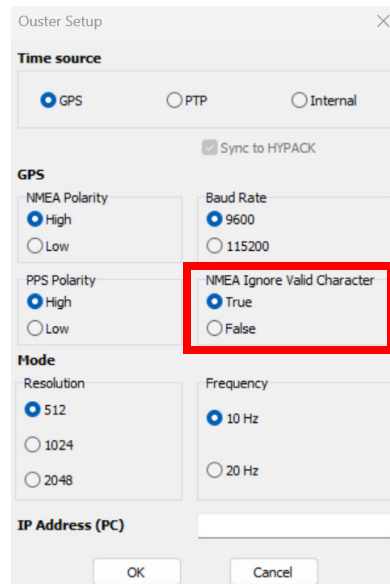 Ouster Setup
Time source
GPS PTP Internal
Sync to HYPACK
GPS
NMEA Polarity
High
Low
Baud Rate
9600
115200
PPS Polarity
High
Low
NMEA Ignore Valid Character
True
False
Mode
Resolution
512
1024
2048
Frequency
10 Hz
20 Hz
IP Address (PC)
OK Cancel